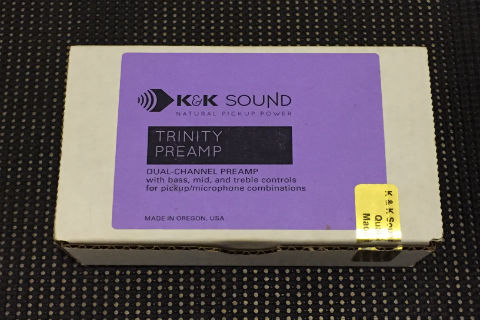 K&K SOUND
NATURAL PICKUP POWER
TRINITY
PREAMP
DUAL-CHANNEL PREAMP
with bass, mid, and treble controls
for pickup/microphone combinations
MADE IN OREGON, USA
K & K